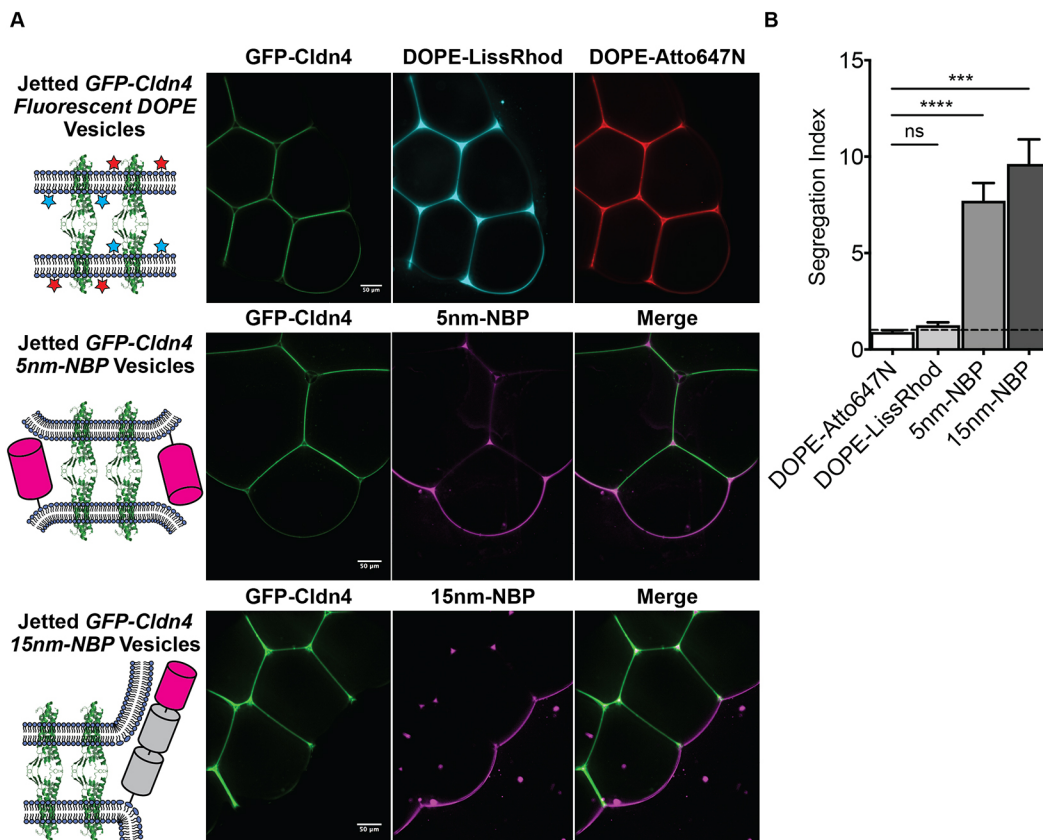 A
Jetted GFP-Cldn4
Fluorescent DOPE
Vesicles
GFP-Cldn4
DOPE-LissRhod
DOPE-Atto647N
50 µm
Jetted GFP-Cldn4
5nm-NBP Vesicles
GFP-Cldn4
5nm-NBP
Merge
50 µm
Jetted GFP-Cldn4
15nm-NBP Vesicles
GFP-Cldn4
15nm-NBP
Merge
50 µm
B
Segregation Index
15
10
5
0
***
****
ns
DOPE-Atto647N
DOPE-LissRhod
5nm-NBP
15nm-NBP